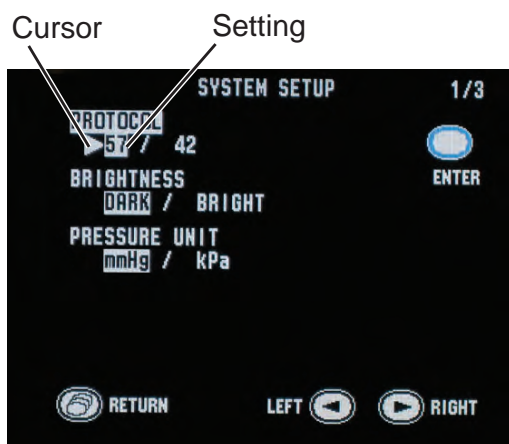 Cursor Setting
SYSTEM SETUP 1/3
PROTOCOL
57 / 42
BRIGHTNESS ENTER
DARK / BRIGHT
PRESSURE UNIT
mmHg / kPa
RETURN LEFT RIGHT